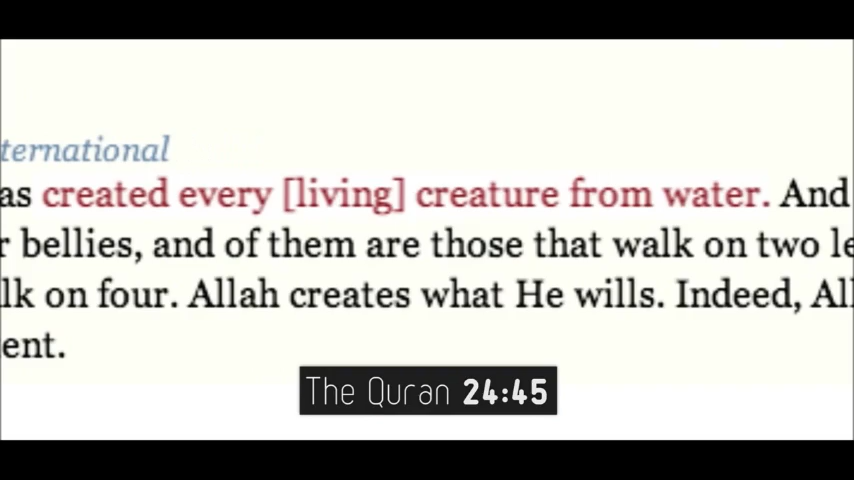 ternational
as created every [living] creature from water. And
r bellies, and of them are those that walk on two le
lk on four. Allah creates what He wills. Indeed, All
ent.
The Quran 24:45